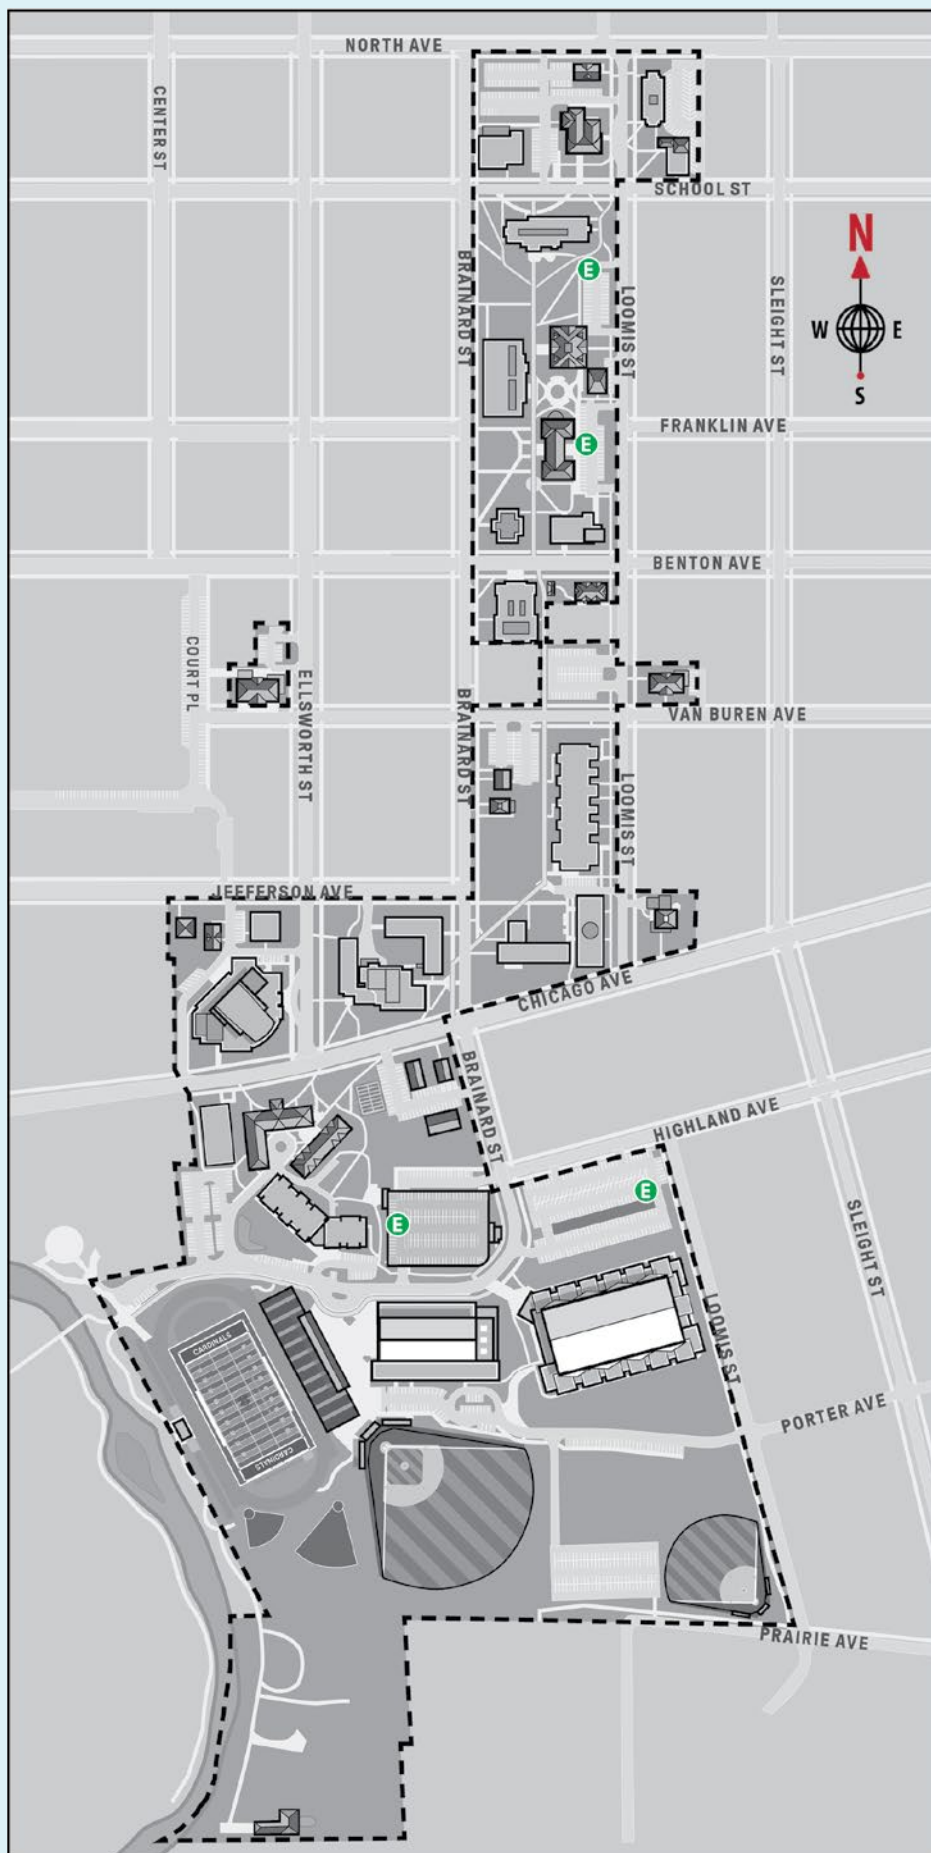 NORTH AVE
CENTER ST
SCHOOL ST
N
W E
S
BRAINARD ST
E
LOOMIS ST
SLEIGHT ST
FRANKLIN AVE
E
BENTON AVE
COURT PL
ELLSWORTH ST
BRAINARD ST
VAN BUREN AVE
LOOMIS ST
JEFFERSON AVE
CHICAGO AVE
BRAINARD ST
HIGHLAND AVE
E
E
SLEIGHT ST
LOOMIS ST
CARDINALS
PORTER AVE
CARDINALS
PRAIRIE AVE